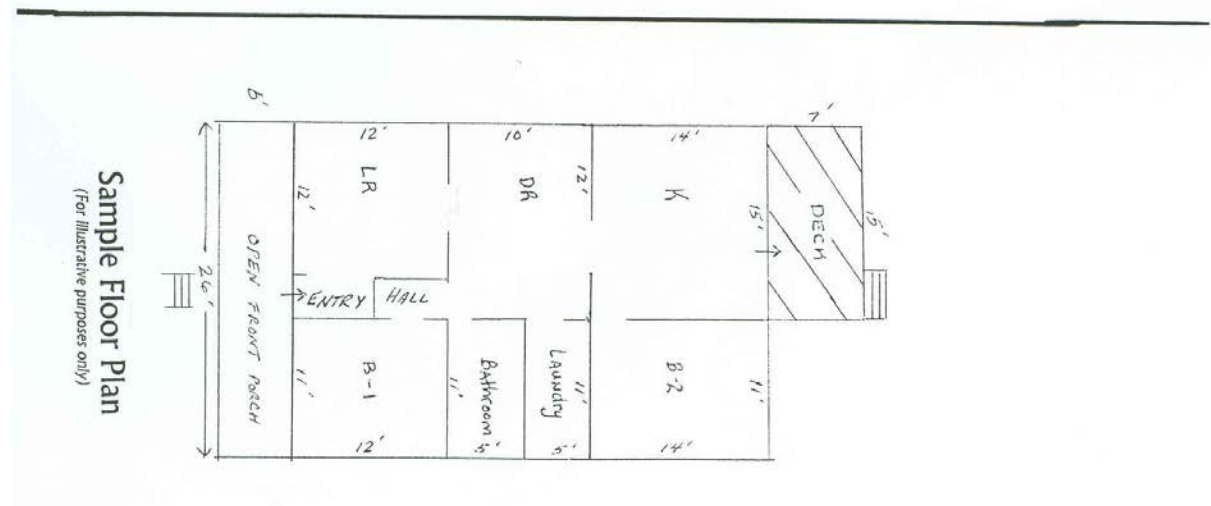 Sample Floor Plan
(For illustrative purposes only)
6'
26'
OPEN FRONT PORCH
12'
LR
12'
ENTRY
HALL
10'
DR
12'
14'
K
15'
7'
DECK
15'
11'
B-1
12'
11'
Bathroom
5'
Laundry
11'
5'
B-2
11'
14'